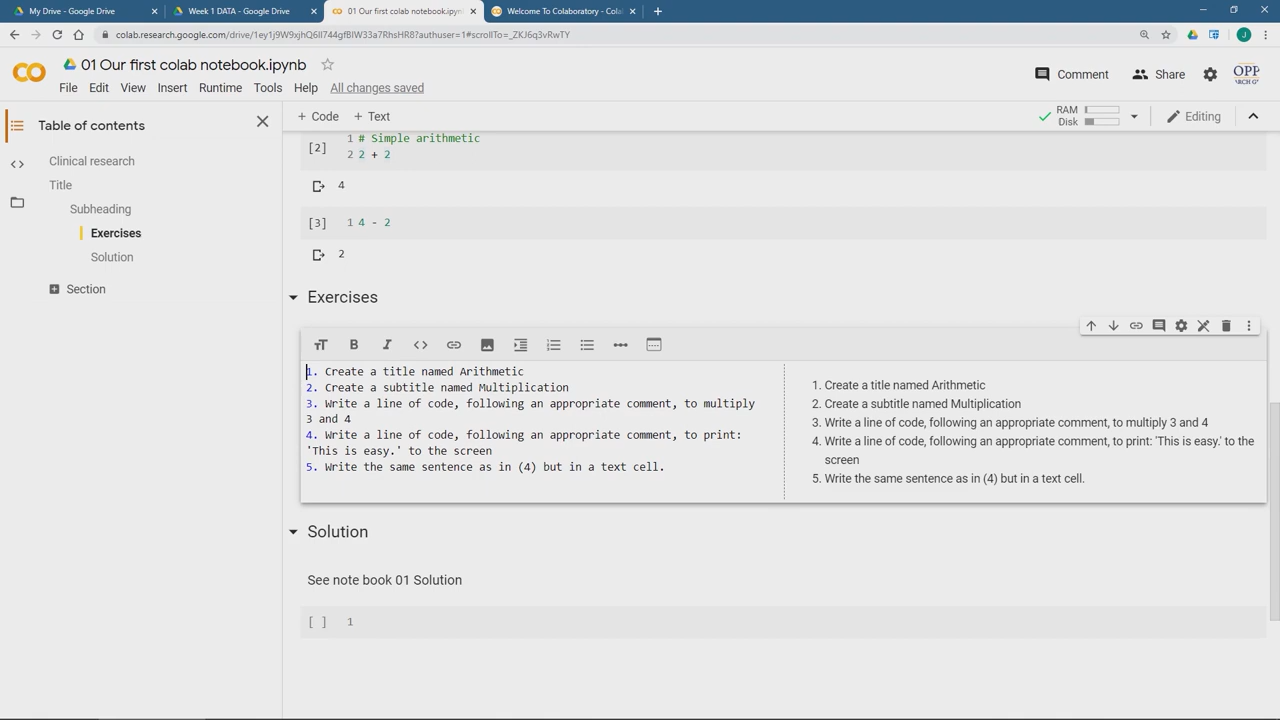 My Drive - Google Drive
Week 1 DATA - Google Drive
01 Our first colab notebook.ipynb
Welcome To Colaboratory - Cola
colab.research.google.com/drive/1ey1j9W9xjhQ6Il744gfBIW33a7RhsHR8?authuser=1#scrollTo=_ZKJ6q3vRwTY
J
01 Our first colab notebook.ipynb
File Edit View Insert Runtime Tools Help All changes saved
Comment
Share
OPP
RCH G
Table of contents
Clinical research
Title
Subheading
Exercises
Solution
Section
+ Code + Text
RAM
Disk
Editing
[2]
1 # Simple arithmetic
2 2 + 2
4
[3] 1 4 - 2
2
Exercises
1. Create a title named Arithmetic
2. Create a subtitle named Multiplication
3. Write a line of code, following an appropriate comment, to multiply
3 and 4
4. Write a line of code, following an appropriate comment, to print:
'This is easy.' to the screen
5. Write the same sentence as in (4) but in a text cell.
1. Create a title named Arithmetic
2. Create a subtitle named Multiplication
3. Write a line of code, following an appropriate comment, to multiply 3 and 4
4. Write a line of code, following an appropriate comment, to print: 'This is easy.' to the
screen
5. Write the same sentence as in (4) but in a text cell.
Solution
See note book 01 Solution
[ ] 1